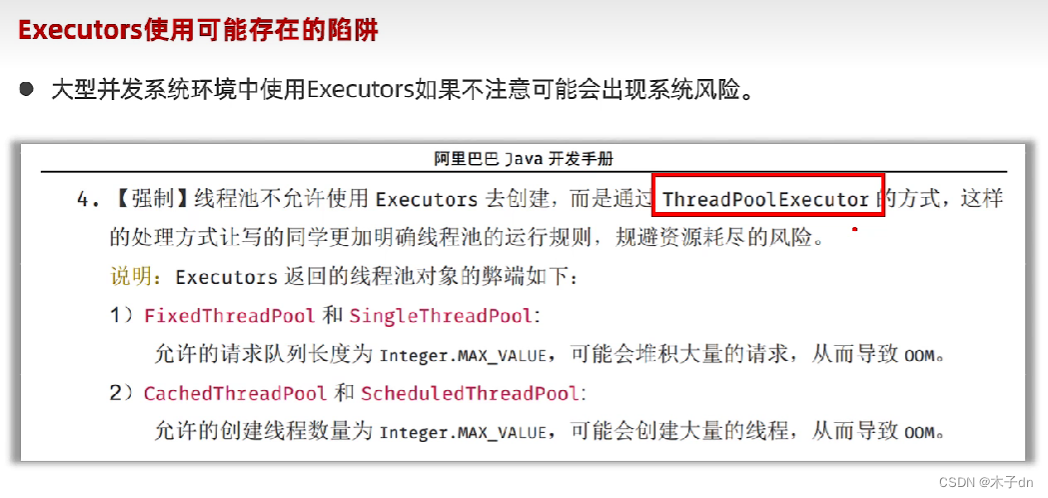 Executors使用可能存在的陷阱
● 大型并发系统环境中使用Executors如果不注意可能会出现系统风险。
阿里巴巴 Java 开发手册
4. 【强制】线程池不允许使用 Executors 去创建，而是通过 ThreadPoolExecutor 的方式，这样
的处理方式让写的同学更加明确线程池的运行规则，规避资源耗尽的风险。
说明：Executors 返回的线程池对象的弊端如下：
1）FixedThreadPool 和 SingleThreadPool:
允许的请求队列长度为 Integer.MAX_VALUE，可能会堆积大量的请求，从而导致 OOM。
2）CachedThreadPool 和 ScheduledThreadPool:
允许的创建线程数量为 Integer.MAX_VALUE，可能会创建大量的线程，从而导致 OOM。
CSDN @木子dn